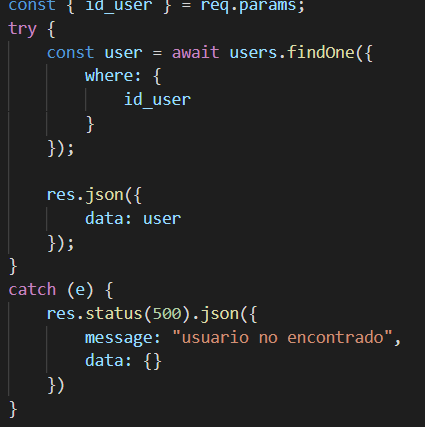 const { id_user } = req.params;
try {
    const user = await users.findOne({
        where: {
            id_user
        }
    });

    res.json({
        data: user
    });
}
catch (e) {
    res.status(500).json({
        message: "usuario no encontrado",
        data: {}
    })
}